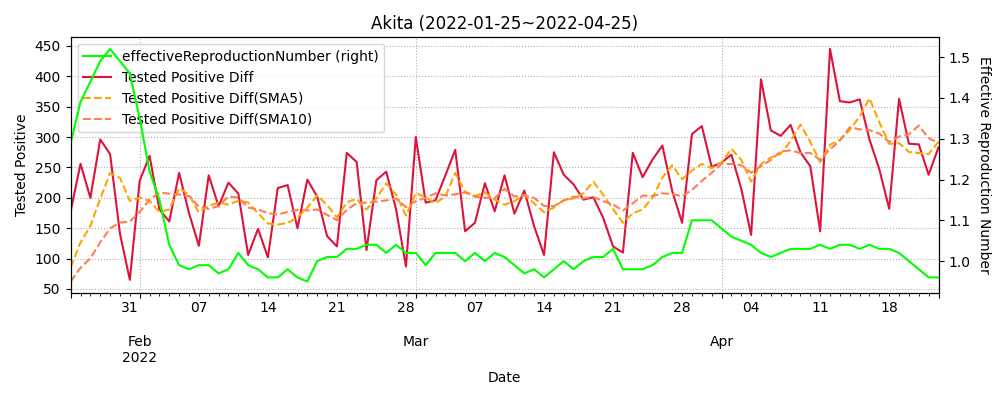 Akita (2022-01-25~2022-04-25)
effectiveReproductionNumber (right)
Tested Positive Diff
Tested Positive Diff(SMA5)
Tested Positive Diff(SMA10)
Tested Positive
450
400
350
300
250
200
150
100
50
Effective Reproduction Number
1.5
1.4
1.3
1.2
1.1
1.0
31 07 14 21 28 07 14 21 28 04 11 18
Feb Mar Apr
2022
Date